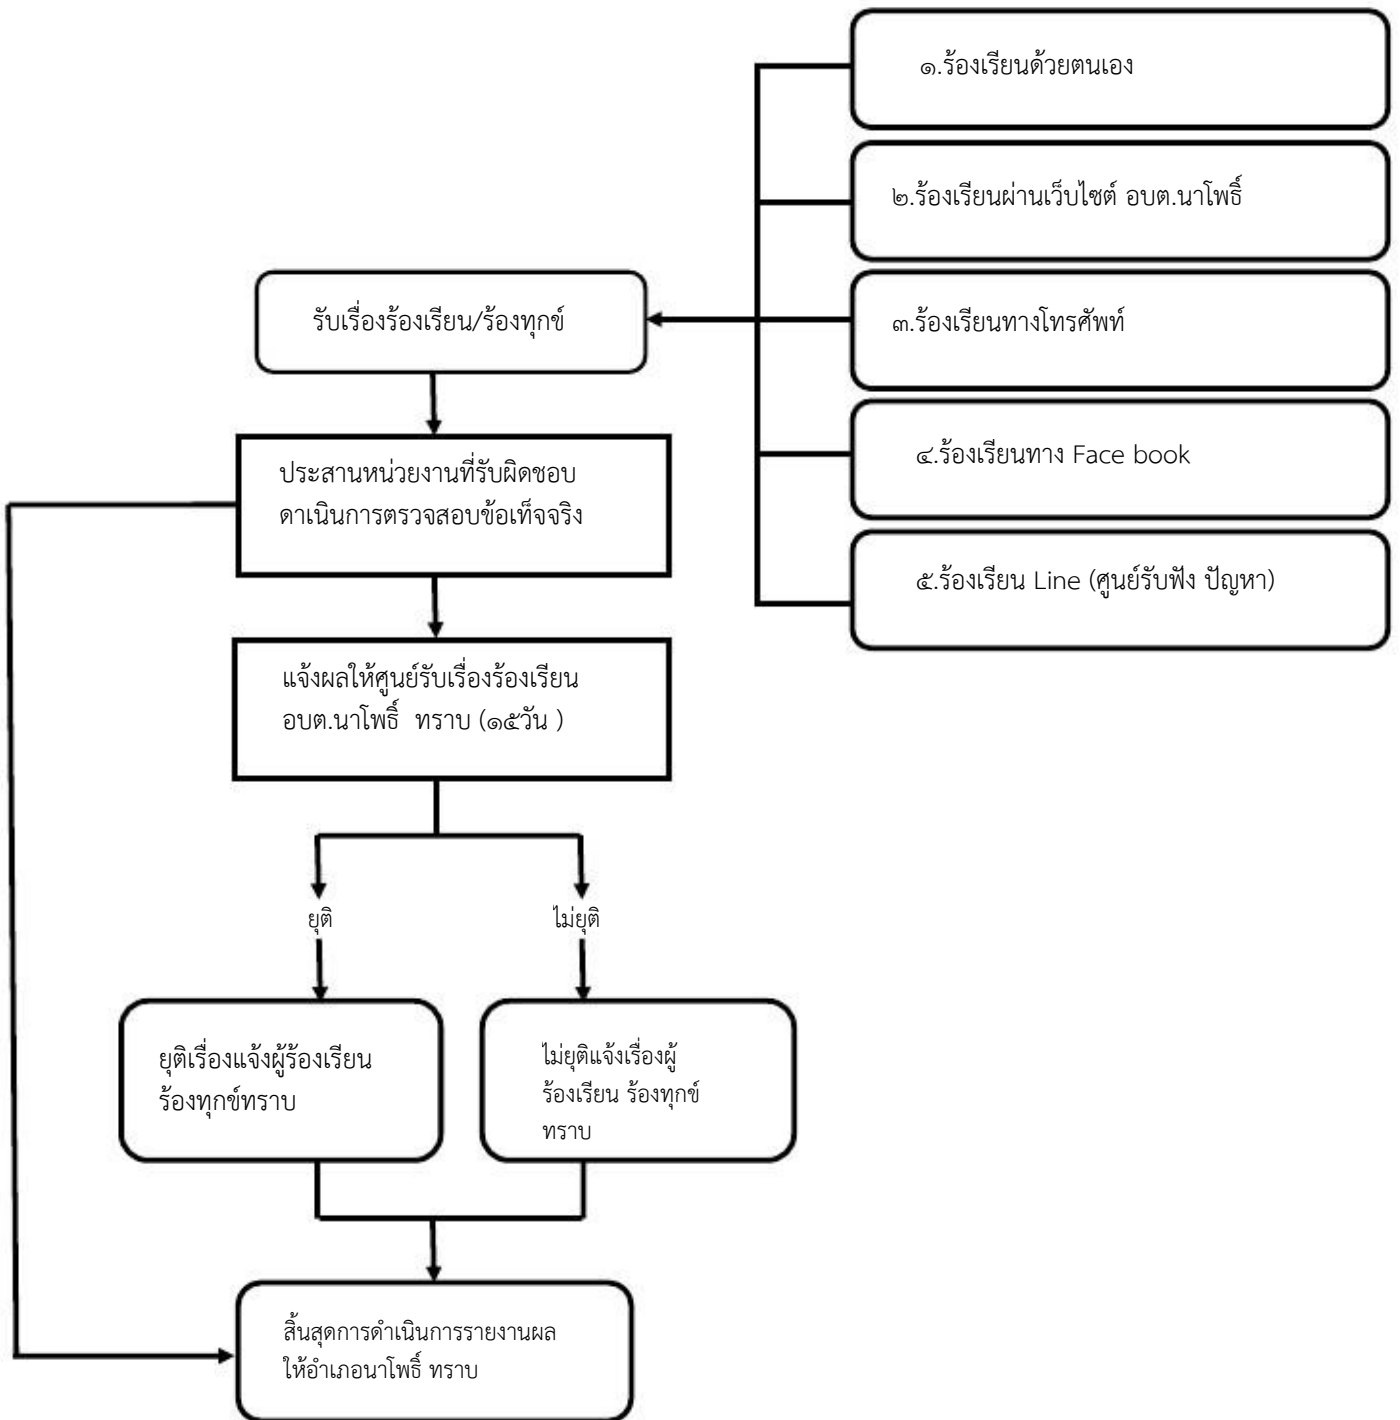 ๑.ร้องเรียนด้วยตนเอง
๒.ร้องเรียนผ่านเว็บไซต์ อบต.นาโพธิ์
รับเรื่องร้องเรียน/ร้องทุกข์
๓.ร้องเรียนทางโทรศัพท์
๔.ร้องเรียนทาง Face book
ประสานหน่วยงานที่รับผิดชอบ
ดาเนินการตรวจสอบข้อเท็จจริง
๕.ร้องเรียน Line (ศูนย์รับฟัง ปัญหา)
แจ้งผลให้ศูนย์รับเรื่องร้องเรียน
อบต.นาโพธิ์ ทราบ (๑๕วัน )
ยุติ
ไม่ยุติ
ยุติเรื่องแจ้งผู้ร้องเรียน
ร้องทุกข์ทราบ
ไม่ยุติแจ้งเรื่องผู้
ร้องเรียน ร้องทุกข์
ทราบ
สิ้นสุดการดำเนินการรายงานผล
ให้อำเภอนาโพธิ์ ทราบ